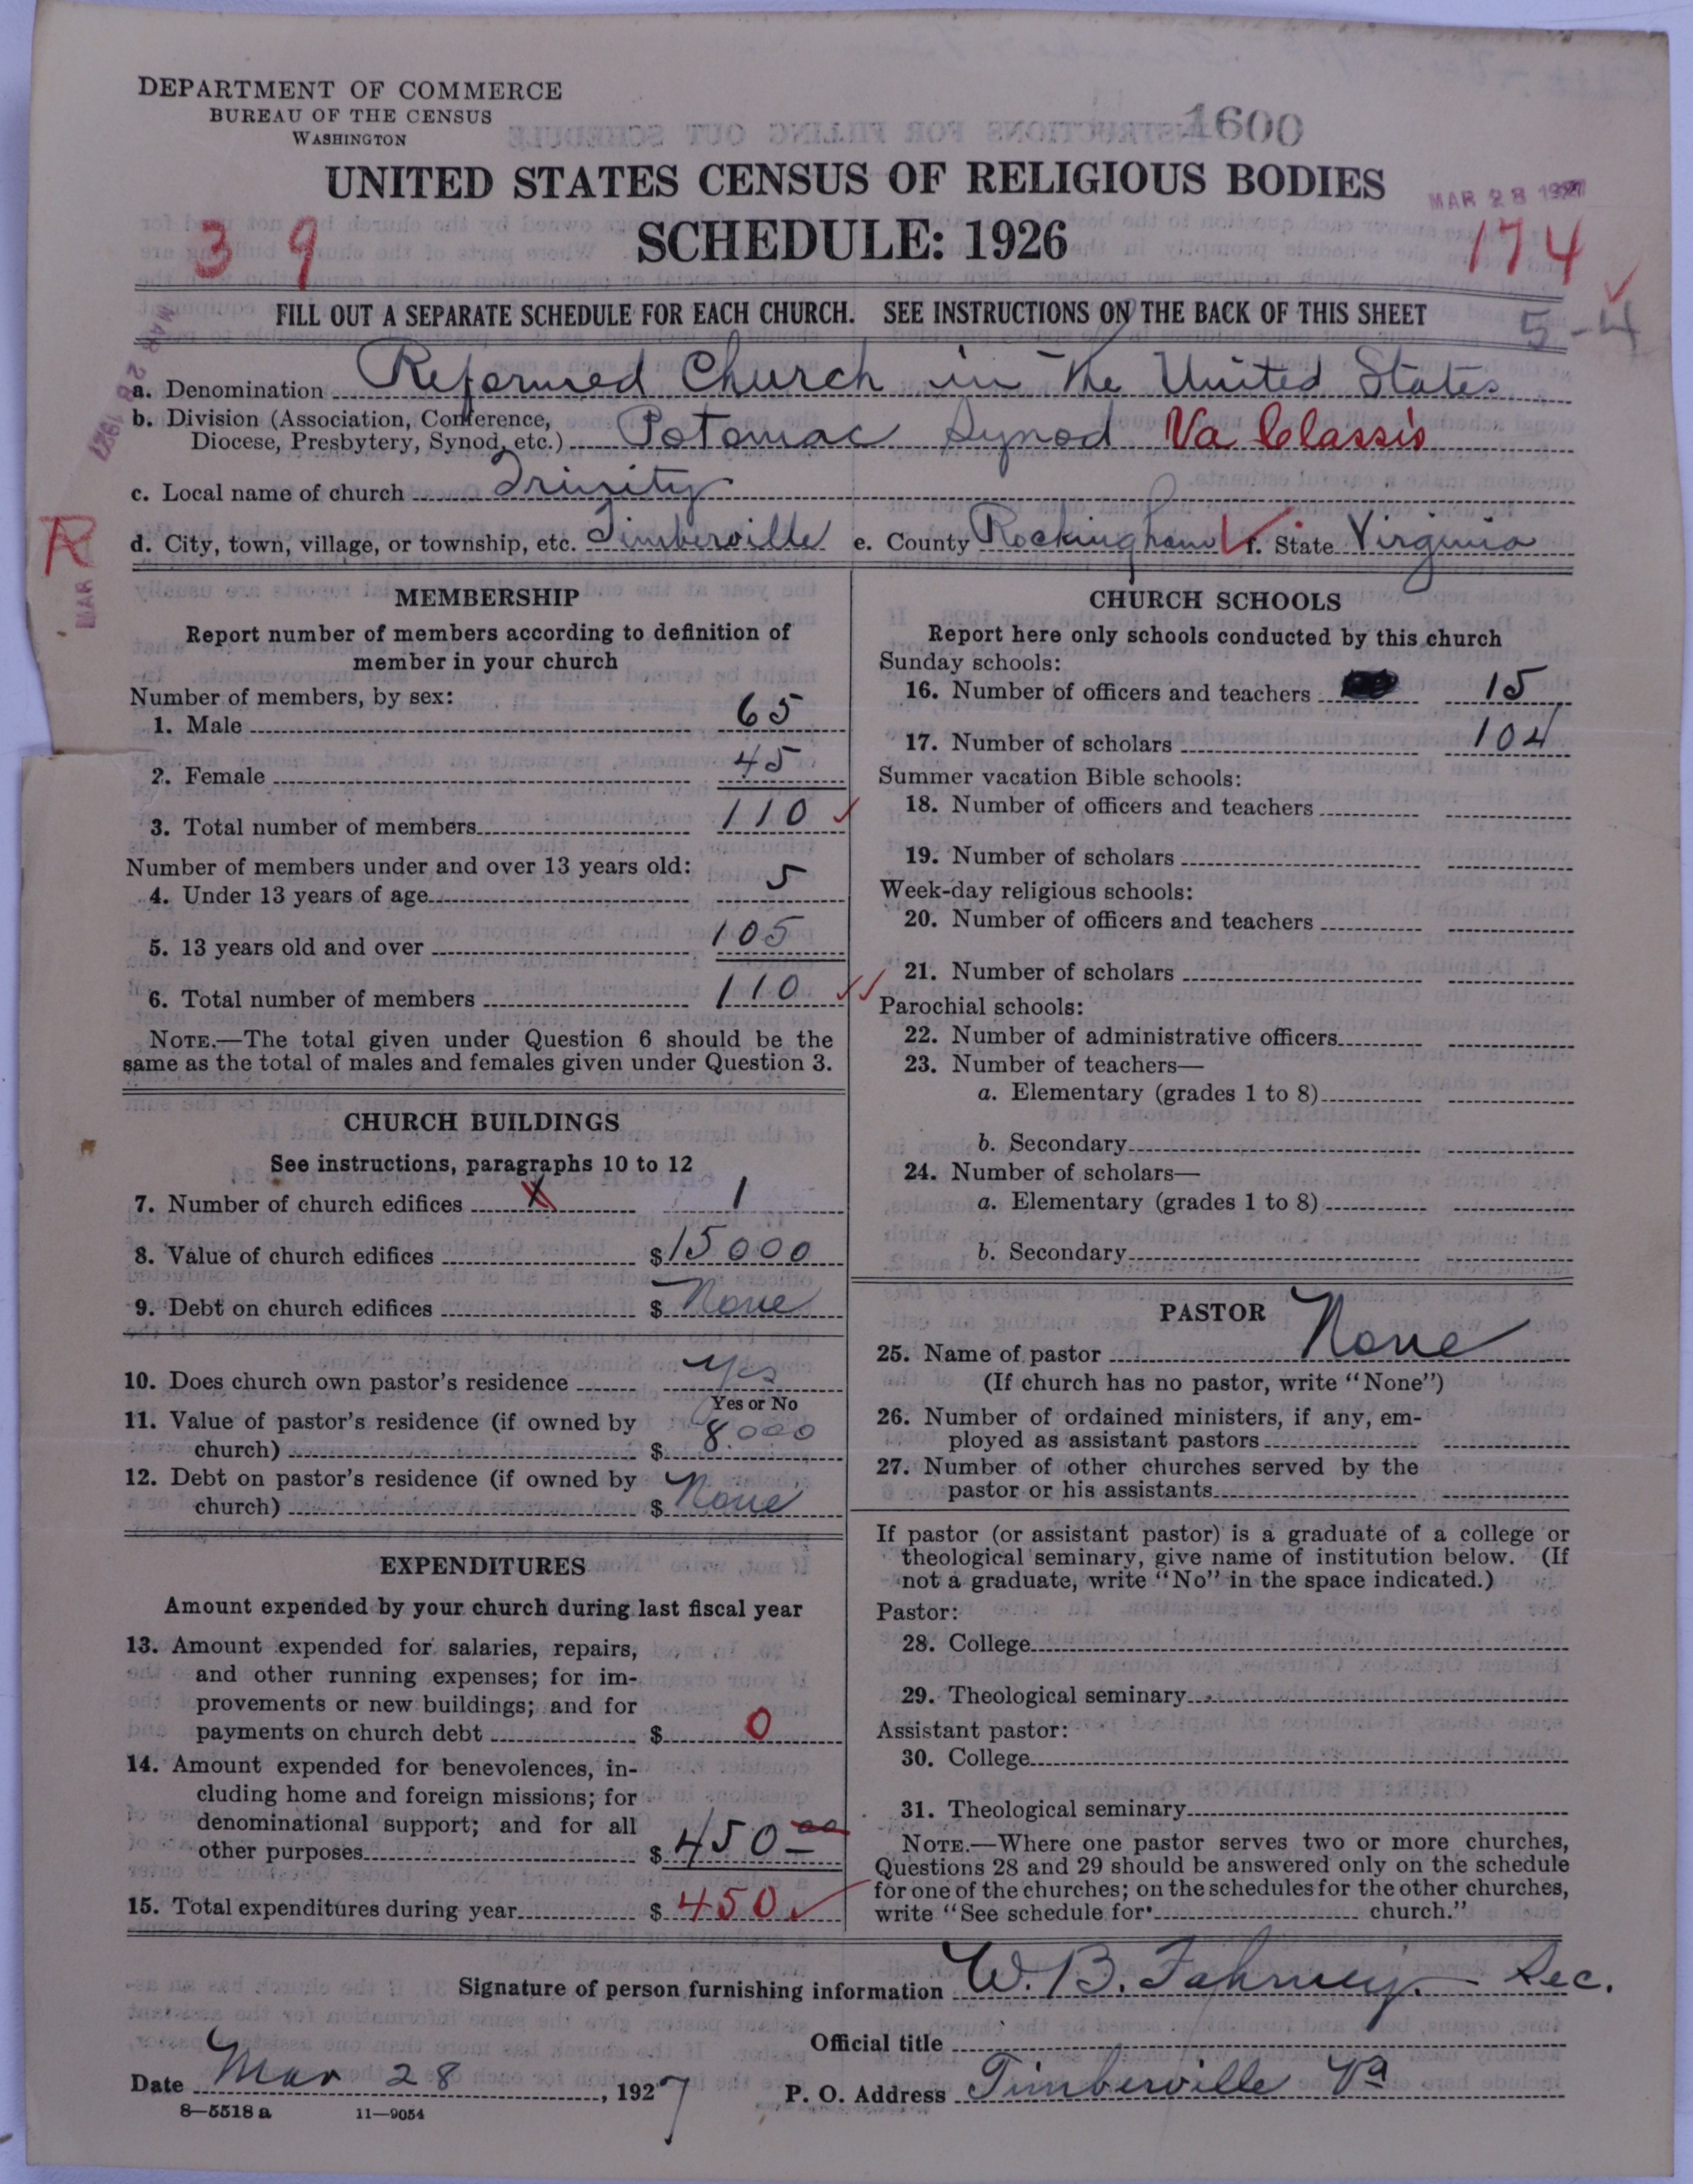 DEPARTMENT OF COMMERCE
BUREAU OF THE CENSUS
WASHINGTON
1600
UNITED STATES CENSUS OF RELIGIOUS BODIES
MAR 28 1927
SCHEDULE: 1926
39
174
FILL OUT A SEPARATE SCHEDULE FOR EACH CHURCH. SEE INSTRUCTIONS ON THE BACK OF THIS SHEET
5-4
a. Denomination Reformed Church in the United States
b. Division (Association, Conference,
Diocese, Presbytery, Synod, etc.) Potomac Synod Va Classis
c. Local name of church Trinity
R
d. City, town, village, or township, etc. Timberville e. County Rockingham f. State Virginia
MAR 28 1927
MAR
MEMBERSHIP
Report number of members according to definition of
member in your church
Number of members, by sex:
1. Male 65
2. Female 45
3. Total number of members 110
Number of members under and over 13 years old:
4. Under 13 years of age 5
5. 13 years old and over 105
6. Total number of members 110
NOTE.—The total given under Question 6 should be the
same as the total of males and females given under Question 3.
CHURCH BUILDINGS
See instructions, paragraphs 10 to 12
7. Number of church edifices 1
8. Value of church edifices $ 15000
9. Debt on church edifices $ None
10. Does church own pastor's residence yes
Yes or No
11. Value of pastor's residence (if owned by
church) $ 8000
12. Debt on pastor's residence (if owned by
church) $ None
EXPENDITURES
Amount expended by your church during last fiscal year
13. Amount expended for salaries, repairs,
and other running expenses; for im-
provements or new buildings; and for
payments on church debt $ 0
14. Amount expended for benevolences, in-
cluding home and foreign missions; for
denominational support; and for all
other purposes $ 450 00
15. Total expenditures during year $ 450
CHURCH SCHOOLS
Report here only schools conducted by this church
Sunday schools:
16. Number of officers and teachers 15
17. Number of scholars 104
Summer vacation Bible schools:
18. Number of officers and teachers
19. Number of scholars
Week-day religious schools:
20. Number of officers and teachers
21. Number of scholars
Parochial schools:
22. Number of administrative officers
23. Number of teachers—
a. Elementary (grades 1 to 8)
b. Secondary
24. Number of scholars—
a. Elementary (grades 1 to 8)
b. Secondary
PASTOR
25. Name of pastor None
(If church has no pastor, write "None")
26. Number of ordained ministers, if any, em-
ployed as assistant pastors
27. Number of other churches served by the
pastor or his assistants
If pastor (or assistant pastor) is a graduate of a college or
theological seminary, give name of institution below. (If
not a graduate, write "No" in the space indicated.)
Pastor:
28. College
29. Theological seminary
Assistant pastor:
30. College
31. Theological seminary
NOTE.—Where one pastor serves two or more churches,
Questions 28 and 29 should be answered only on the schedule
for one of the churches; on the schedules for the other churches,
write "See schedule for church."
Signature of person furnishing information W. B. Fahrney Sec.
Official title
Date Mar 28, 1927 P. O. Address Timberville Va
8—5518 a 11—9054